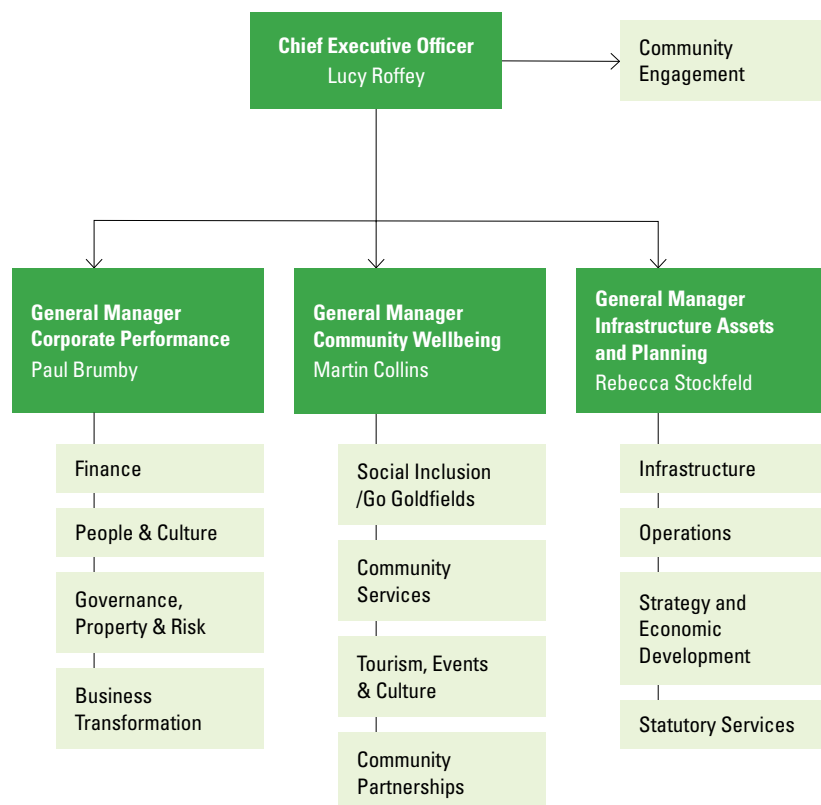 Chief Executive Officer
Lucy Roffey
Community
Engagement
General Manager
Corporate Performance
Paul Brumby
Finance
People & Culture
Governance,
Property & Risk
Business
Transformation
General Manager
Community Wellbeing
Martin Collins
Social Inclusion
/Go Goldfields
Community
Services
Tourism, Events
& Culture
Community
Partnerships
General Manager
Infrastructure Assets
and Planning
Rebecca Stockfeld
Infrastructure
Operations
Strategy and
Economic
Development
Statutory Services